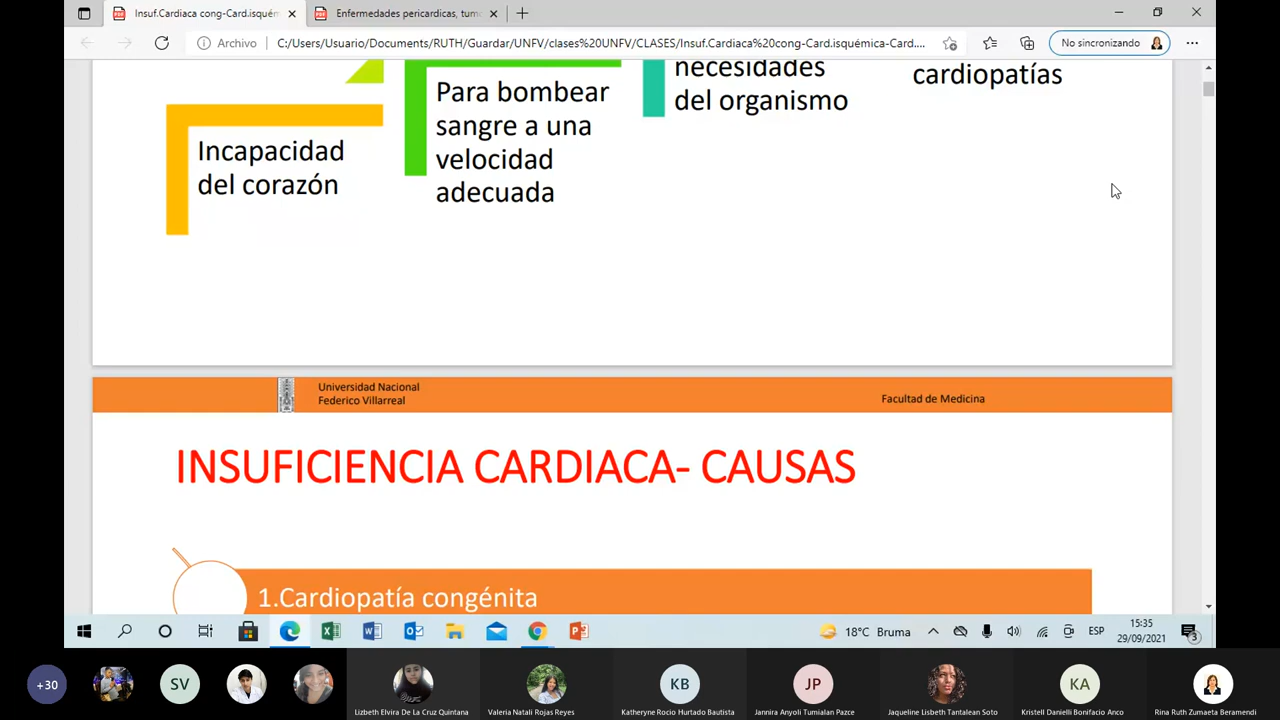 Insuf.Cardiaca cong-Card.isquém
Enfermedades pericardicas, tumo
Archivo
C:/Users/Usuario/Documents/RUTH/Guardar/UNFV/clases%20UNFV/CLASES/Insuf.Cardiaca%20cong-Card.isquémica-Card....
No sincronizando
necesidades
del organismo
cardiopatías
Para bombear
sangre a una
velocidad
adecuada
Incapacidad
del corazón
Universidad Nacional
Federico Villarreal
Facultad de Medicina
INSUFICIENCIA CARDIACA- CAUSAS
1.Cardiopatía congénita
18°C Bruma
ESP
15:35
29/09/2021
3
+30
SV
KB
JP
KA
Lizbeth Elvira De La Cruz Quintana
Valeria Natali Rojas Reyes
Katheryne Rocio Hurtado Bautista
Jannira Anyoli Tumialan Pazce
Jaqueline Lisbeth Tantalean Soto
Kristell Danielli Bonifacio Anco
Rina Ruth Zumaeta Beramendi